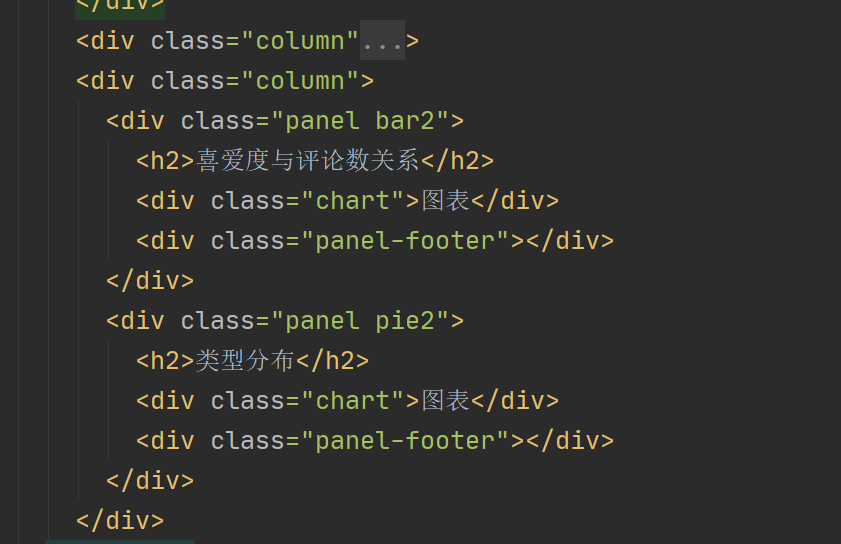 </div>
<div class="column"...>
<div class="column">
<div class="panel bar2">
<h2>喜爱度与评论数关系</h2>
<div class="chart">图表</div>
<div class="panel-footer"></div>
</div>
<div class="panel pie2">
<h2>类型分布</h2>
<div class="chart">图表</div>
<div class="panel-footer"></div>
</div>
</div>